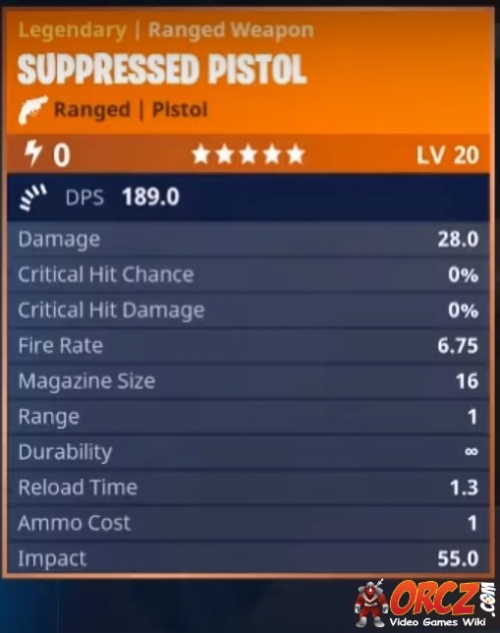 Legendary | Ranged Weapon
SUPPRESSED PISTOL
Ranged | Pistol
0 ★★★★★ LV 20
DPS 189.0
Damage 28.0
Critical Hit Chance 0%
Critical Hit Damage 0%
Fire Rate 6.75
Magazine Size 16
Range 1
Durability ∞
Reload Time 1.3
Ammo Cost 1
Impact 55.0
ORCZ.COM
Video Games Wiki